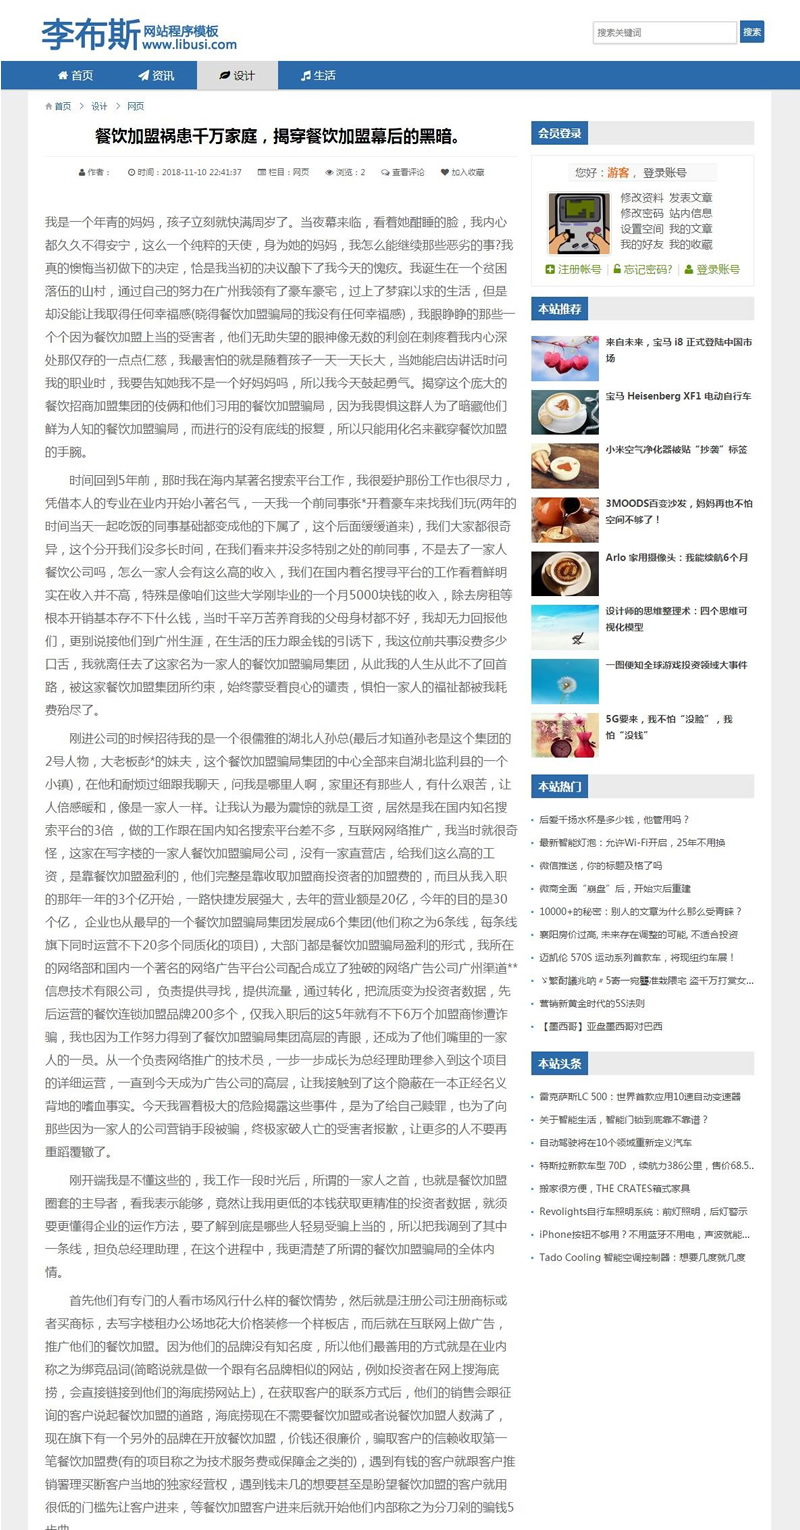 李布斯 网站程序模板
www.libusi.com
搜索关键词
搜索
首页 资讯 设计 生活
首页 > 设计 > 网页
餐饮加盟祸患千万家庭，揭穿餐饮加盟幕后的黑暗。
作者： 时间：2018-11-10 22:41:37 栏目：网页 浏览：2 查看评论 加入收藏
我是一个年青的妈妈，孩子立刻就快满周岁了。当夜幕来临，看着她酣睡的脸，我内心
都久久不得安宁，这么一个纯粹的天使，身为她的妈妈，我怎么能继续那些恶劣的事?我
真的懊悔当初做下的决定，恰是我当初的决议酿下了我今天的愧疚。我诞生在一个贫困
落伍的山村，通过自己的努力在广州我领有了豪车豪宅，过上了梦寐以求的生活，但是
却没能让我取得任何幸福感(晓得餐饮加盟骗局的我没有任何幸福感)，我眼睁睁的那些一
个个因为餐饮加盟上当的受害者，他们无助失望的眼神像无数的利剑在刺疼着我内心深
处那仅存的一点点仁慈，我最害怕的就是随着孩子一天一天长大，当她能启齿讲话时问
我的职业时，我要告知她我不是一个好妈妈吗，所以我今天鼓起勇气。揭穿这个庞大的
餐饮招商加盟集团的伎俩和他们习用的餐饮加盟骗局，因为我畏惧这群人为了暗藏他们
鲜为人知的餐饮加盟骗局，而进行的没有底线的报复，所以只能用化名来戳穿餐饮加盟
的手腕。
时间回到5年前，那时我在海内某著名搜索平台工作，我很爱护那份工作也很尽力，
凭借本人的专业在业内开始小著名气，一天我一个前同事张*开着豪车来找我们玩(两年的
时间当天一起吃饭的同事基础都变成他的下属了，这个后面缓缓道来)，我们大家都很奇
异，这个分开我们没多长时间，在我们看来并没多特别之处的前同事，不是去了一家人
餐饮公司吗，怎么一家人会有这么高的收入，我们在国内着名搜寻平台的工作看着鲜明
实在收入并不高，特殊是像咱们这些大学刚毕业的一个月5000块钱的收入，除去房租等
根本开销基本存不下什么钱，当时千辛万苦养育我的父母身材都不好，我却无力回报他
们，更别说接他们到广州生涯，在生活的压力跟金钱的引诱下，我这位前共事没费多少
口舌，我就离任去了这家名为一家人的餐饮加盟骗局集团，从此我的人生从此不了回首
路，被这家餐饮加盟集团所约束，始终蒙受着良心的谴责，惧怕一家人的福祉都被我耗
费殆尽了。
刚进公司的时候招待我的是一个很儒雅的湖北人孙总(最后才知道孙老是这个集团的
2号人物，大老板彭*的妹夫，这个餐饮加盟骗局集团的中心全部来自湖北监利县的一个
小镇)，在他和耐烦过细跟我聊天，问我是哪里人啊，家里还有那些人，有什么艰苦，让
人倍感暖和，像是一家人一样。让我认为最为震惊的就是工资，居然是我在国内知名搜
索平台的3倍 ，做的工作跟在国内知名搜索平台差不多，互联网网络推广，我当时就很奇
怪，这家在写字楼的一家人餐饮加盟骗局公司，没有一家直营店，给我们这么高的工
资，是靠餐饮加盟盈利的，他们完整是靠收取加盟商投资者的加盟费的，而且从我入职
的那年一年的3个亿开始，一路快捷发展强大，去年的营业额是20亿，今年的目的是30
个亿， 企业也从最早的一个餐饮加盟骗局集团发展成6个集团(他们称之为6条线，每条线
旗下同时运营不下20多个同质化的项目)，大部门都是餐饮加盟骗局盈利的形式，我所在
的网络部和国内一个著名的网络广告平台公司配合成立了独破的网络广告公司广州渠道**
信息技术有限公司， 负责提供寻找，提供流量，通过转化，把流质变为投资者数据，先
后运营的餐饮连锁加盟品牌200多个，仅我入职后的这5年就有不下6万个加盟商惨遭诈
骗，我也因为工作努力得到了餐饮加盟骗局集团高层的青眼，还成为了他们嘴里的一家
人的一员。从一个负责网络推广的技术员，一步一步成长为总经理助理参入到这个项目
的详细运营，一直到今天成为广告公司的高层，让我接触到了这个隐蔽在一本正经名义
背地的嗜血事实。今天我冒着极大的危险揭露这些事件，是为了给自己赎罪，也为了向
那些因为一家人的公司营销手段被骗，终极家破人亡的受害者报歉，让更多的人不要再
重蹈覆辙了。
刚开端我是不懂这些的，我工作一段时光后，所谓的一家人之首，也就是餐饮加盟
圈套的主导者，看我表示能够，竟然让我用更低的本钱获取更精准的投资者数据，就须
要更懂得企业的运作方法，要了解到底是哪些人轻易受骗上当的，所以把我调到了其中
一条线，担负总经理助理，在这个进程中，我更清楚了所谓的餐饮加盟骗局的全体内
情。
首先他们有专门的人看市场风行什么样的餐饮情势，然后就是注册公司注册商标或
者买商标，去写字楼租办公场地花大价格装修一个样板店，而后就在互联网上做广告，
推广他们的餐饮加盟。因为他们的品牌没有知名度，所以他们最善用的方式就是在业内
称之为绑竞品词(简略说就是做一个跟有名品牌相似的网站，例如投资者在网上搜海底
捞，会直接链接到他们的海底捞网站上)，在获取客户的联系方式后，他们的销售会跟征
询的客户说起餐饮加盟的道路，海底捞现在不需要餐饮加盟或者说餐饮加盟人数满了，
现在旗下有一个另外的品牌在开放餐饮加盟，价钱还很廉价，骗取客户的信赖收取第一
笔餐饮加盟费(有的项目称之为技术服务费或保障金之类的)，遇到有钱的客户就跟客户推
销署理买断客户当地的独家经营权，遇到钱未几的想要甚至是盼望餐饮加盟的客户就用
很低的门槛先让客户进来，等餐饮加盟客户进来后就开始他们内部称之为分刀剁的骗钱5
步曲
会员登录
您好：游客， 登录账号
修改资料 发表文章
修改密码 站内信息
设置空间 我的文章
我的好友 我的收藏
注册帐号 | 忘记密码? | 登录账号
本站推荐
来自未来，宝马 i8 正式登陆中国市
场
宝马 Heisenberg XF1 电动自行车
小米空气净化器被贴“抄袭”标签
3MOODS百变沙发，妈妈再也不怕
空间不够了！
Arlo 家用摄像头：我能续航6个月
设计师的思维整理术：四个思维可
视化模型
一图便知全球游戏投资领域大事件
5G要来，我不怕“没脸”，我
怕“没钱”
本站热门
后爱千扬水杯是多少钱，他管用吗？
最新智能灯泡：允许Wi-Fi开启，25年不用换
微信推送，你的标题及格了吗
微商全面“崩盘”后，开始灾后重建
10000+的秘密：别人的文章为什么那么受青睐？
襄阳房价过高, 未来存在调整的可能, 不适合投资
迈凯伦 570S 运动系列首款车，将现纽约车展！
营销新黄金时代的5S法则
【墨西哥】亚盘墨西哥对巴西
本站头条
雷克萨斯LC 500：世界首款应用10速自动变速器
关于智能生活，智能门锁到底靠不靠谱？
自动驾驶将在10个领域重新定义汽车
特斯拉新款车型 70D ，续航力386公里，售价68.5..
搬家很方便，THE CRATES箱式家具
Revolights自行车照明系统：前灯照明，后灯警示
iPhone按钮不够用？不用蓝牙不用电，声波就能...
Tado Cooling 智能空调控制器：想要几度就几度